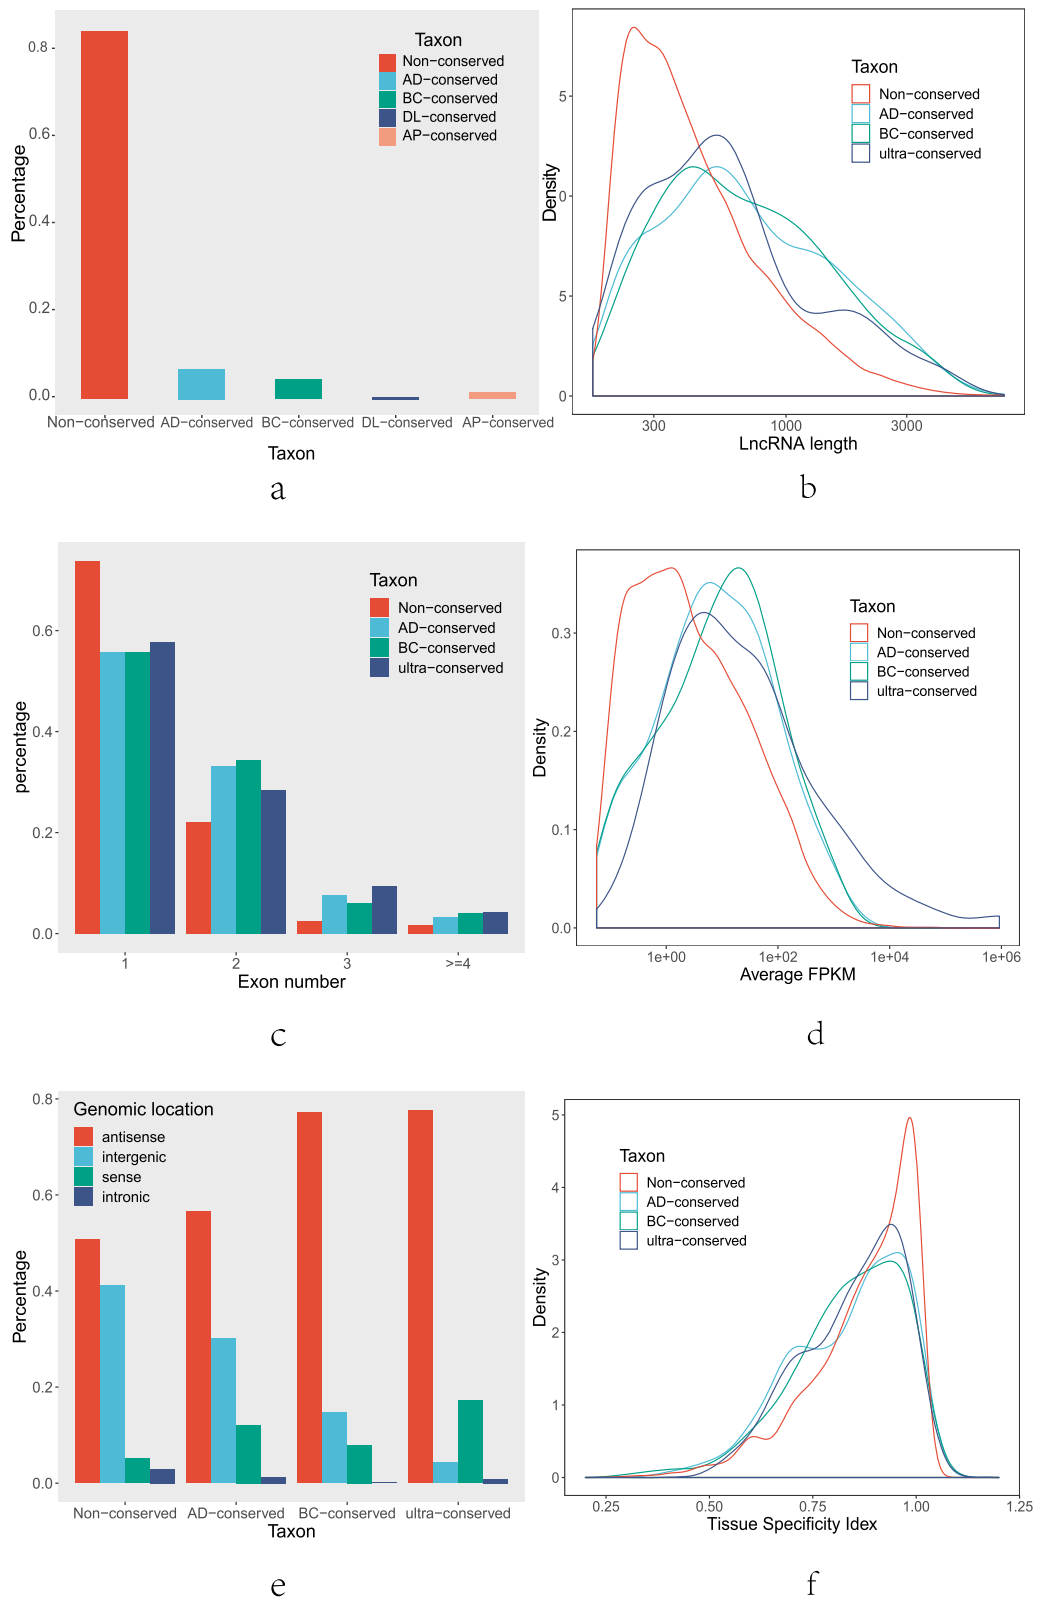 Taxon
Non-conserved
AD-conserved
BC-conserved
DL-conserved
AP-conserved
Percentage
0.8
0.6
0.4
0.2
0.0
Non-conserved AD-conserved BC-conserved DL-conserved AP-conserved
Taxon
a
Taxon
Non-conserved
AD-conserved
BC-conserved
ultra-conserved
Density
5
0
5
0
300 1000 3000
LncRNA length
b
Taxon
Non-conserved
AD-conserved
BC-conserved
ultra-conserved
percentage
0.6
0.4
0.2
0.0
1 2 3 >=4
Exon number
c
Taxon
Non-conserved
AD-conserved
BC-conserved
ultra-conserved
Density
0.3
0.2
0.1
0.0
1e+00 1e+02 1e+04 1e+06
Average FPKM
d
Genomic location
antisense
intergenic
sense
intronic
Percentage
0.8
0.6
0.4
0.2
0.0
Non-conserved AD-conserved BC-conserved ultra-conserved
Taxon
e
Taxon
Non-conserved
AD-conserved
BC-conserved
ultra-conserved
Density
5
4
3
2
1
0
0.25 0.50 0.75 1.00 1.25
Tissue Specificity Idex
f